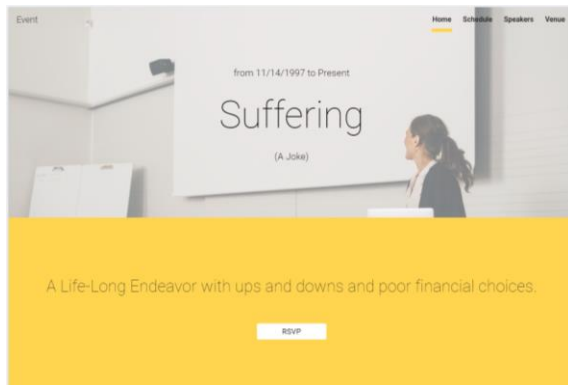 Event
Home Schedule Speakers Venue
from 11/14/1997 to Present
Suffering
(A Joke)
A Life-Long Endeavor with ups and downs and poor financial choices.
RSVP